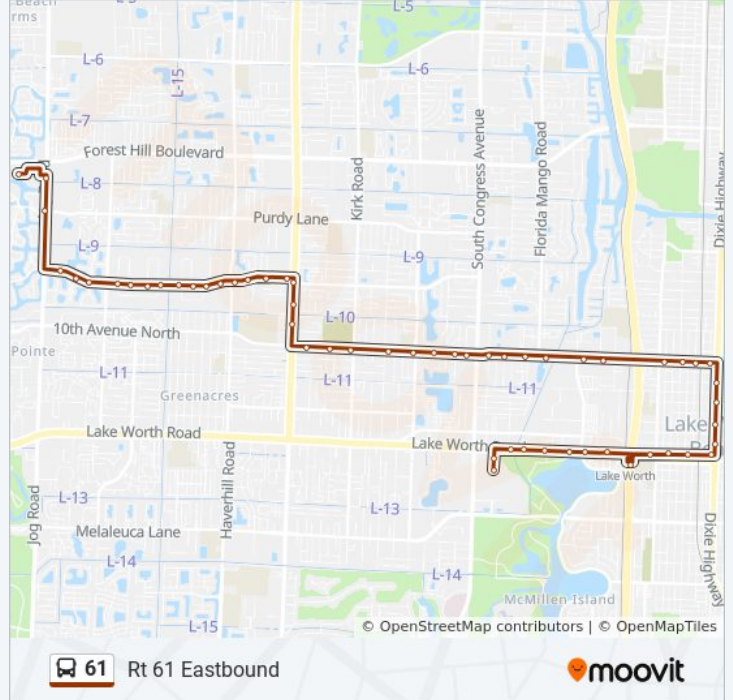 Beach
rms
L-5
L-6
L-15
L-6
L-7
Forest Hill Boulevard
L-8
Kirk Road
South Congress Avenue
Florida Mango Road
Dixie Highway
Purdy Lane
L-9
L-9
L-10
10th Avenue North
Pointe
L-11
L-11
L-11
Greenacres
Lake
Lake Worth Road
Lake Worth
Lake Worth
Haverhill Road
Jog Road
L-13
L-13
Melaleuca Lane
Dixie Highway
L-14
L-14
McMillen Island
L-15
© OpenStreetMap contributors | © OpenMapTiles
61 Rt 61 Eastbound
moovit